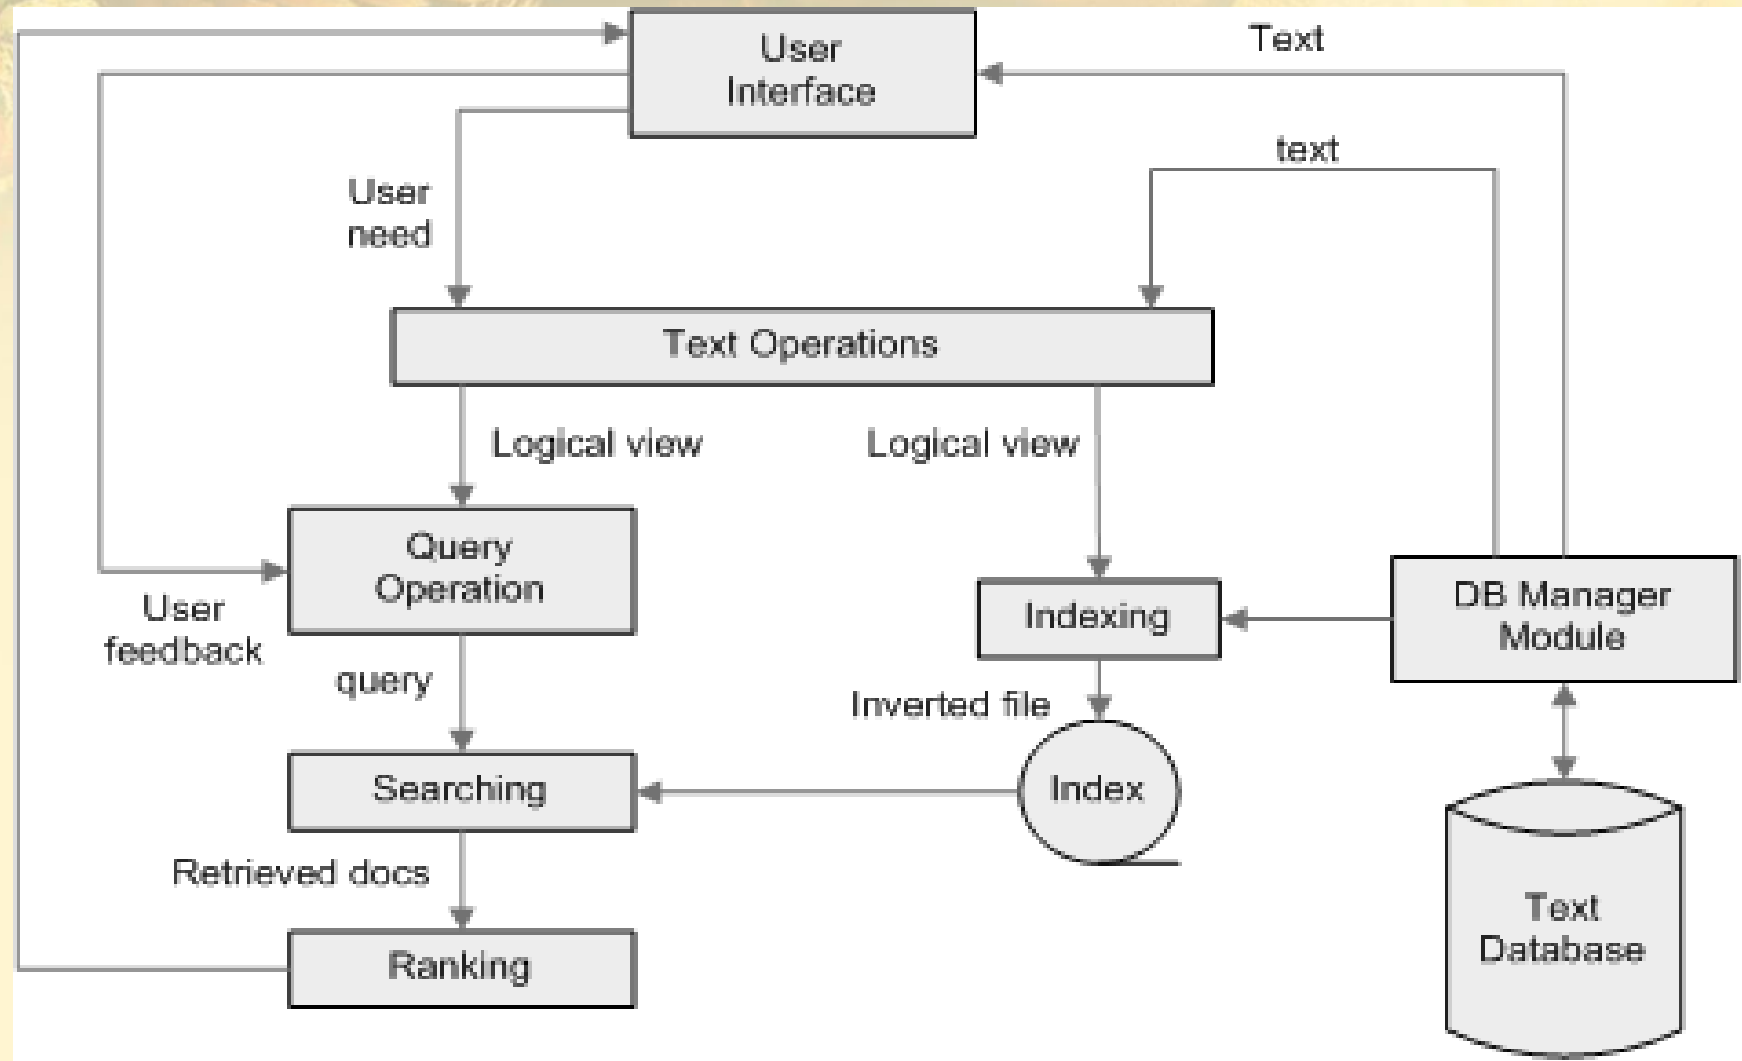 User
Interface
Text
text
User
need
Text Operations
Logical view
Logical view
Query
Operation
User
feedback
Indexing
DB Manager
Module
query
Inverted file
Searching
Index
Retrieved docs
Text
Database
Ranking